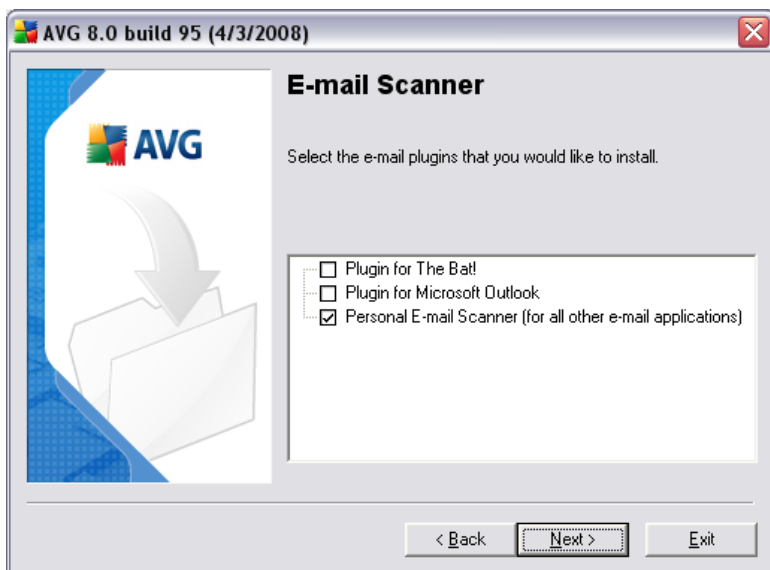 AVG 8.0 build 95 (4/3/2008)
AVG
E-mail Scanner
Select the e-mail plugins that you would like to install.
Plugin for The Bat!
Plugin for Microsoft Outlook
Personal E-mail Scanner (for all other e-mail applications)
< Back
Next >
Exit